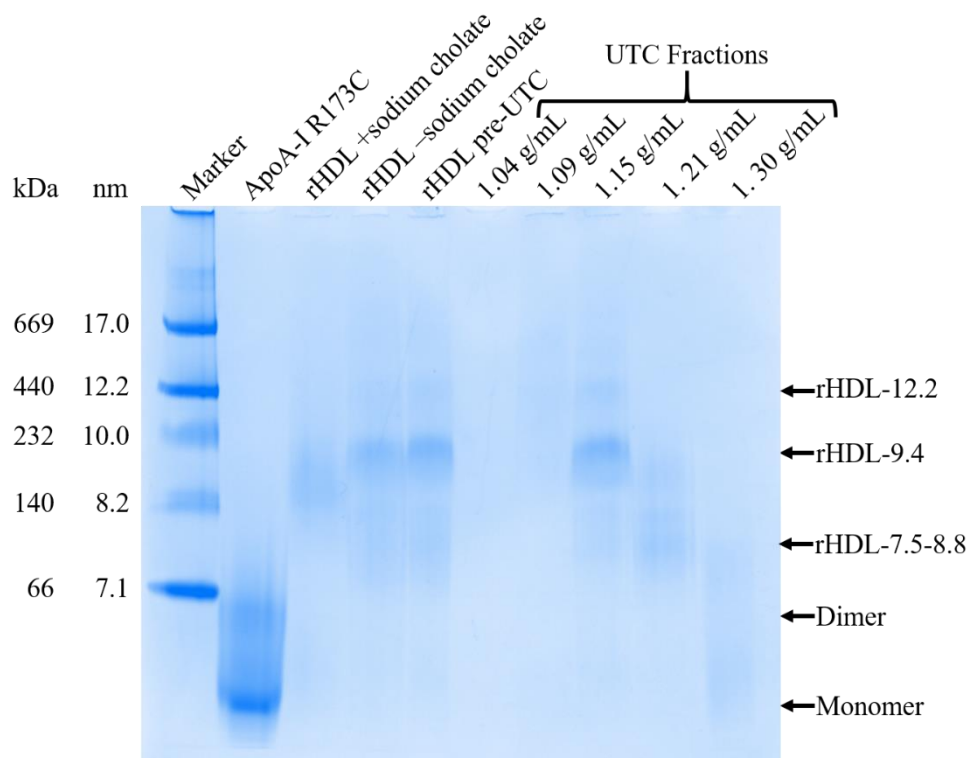 UTC Fractions
Marker
ApoA-I R173C
rHDL +sodium cholate
rHDL –sodium cholate
rHDL pre-UTC
1.04 g/mL
1.09 g/mL
1.15 g/mL
1. 21 g/mL
1. 30 g/mL
kDa nm
669 17.0
440 12.2
232 10.0
140 8.2
66 7.1
rHDL-12.2
rHDL-9.4
rHDL-7.5-8.8
Dimer
Monomer